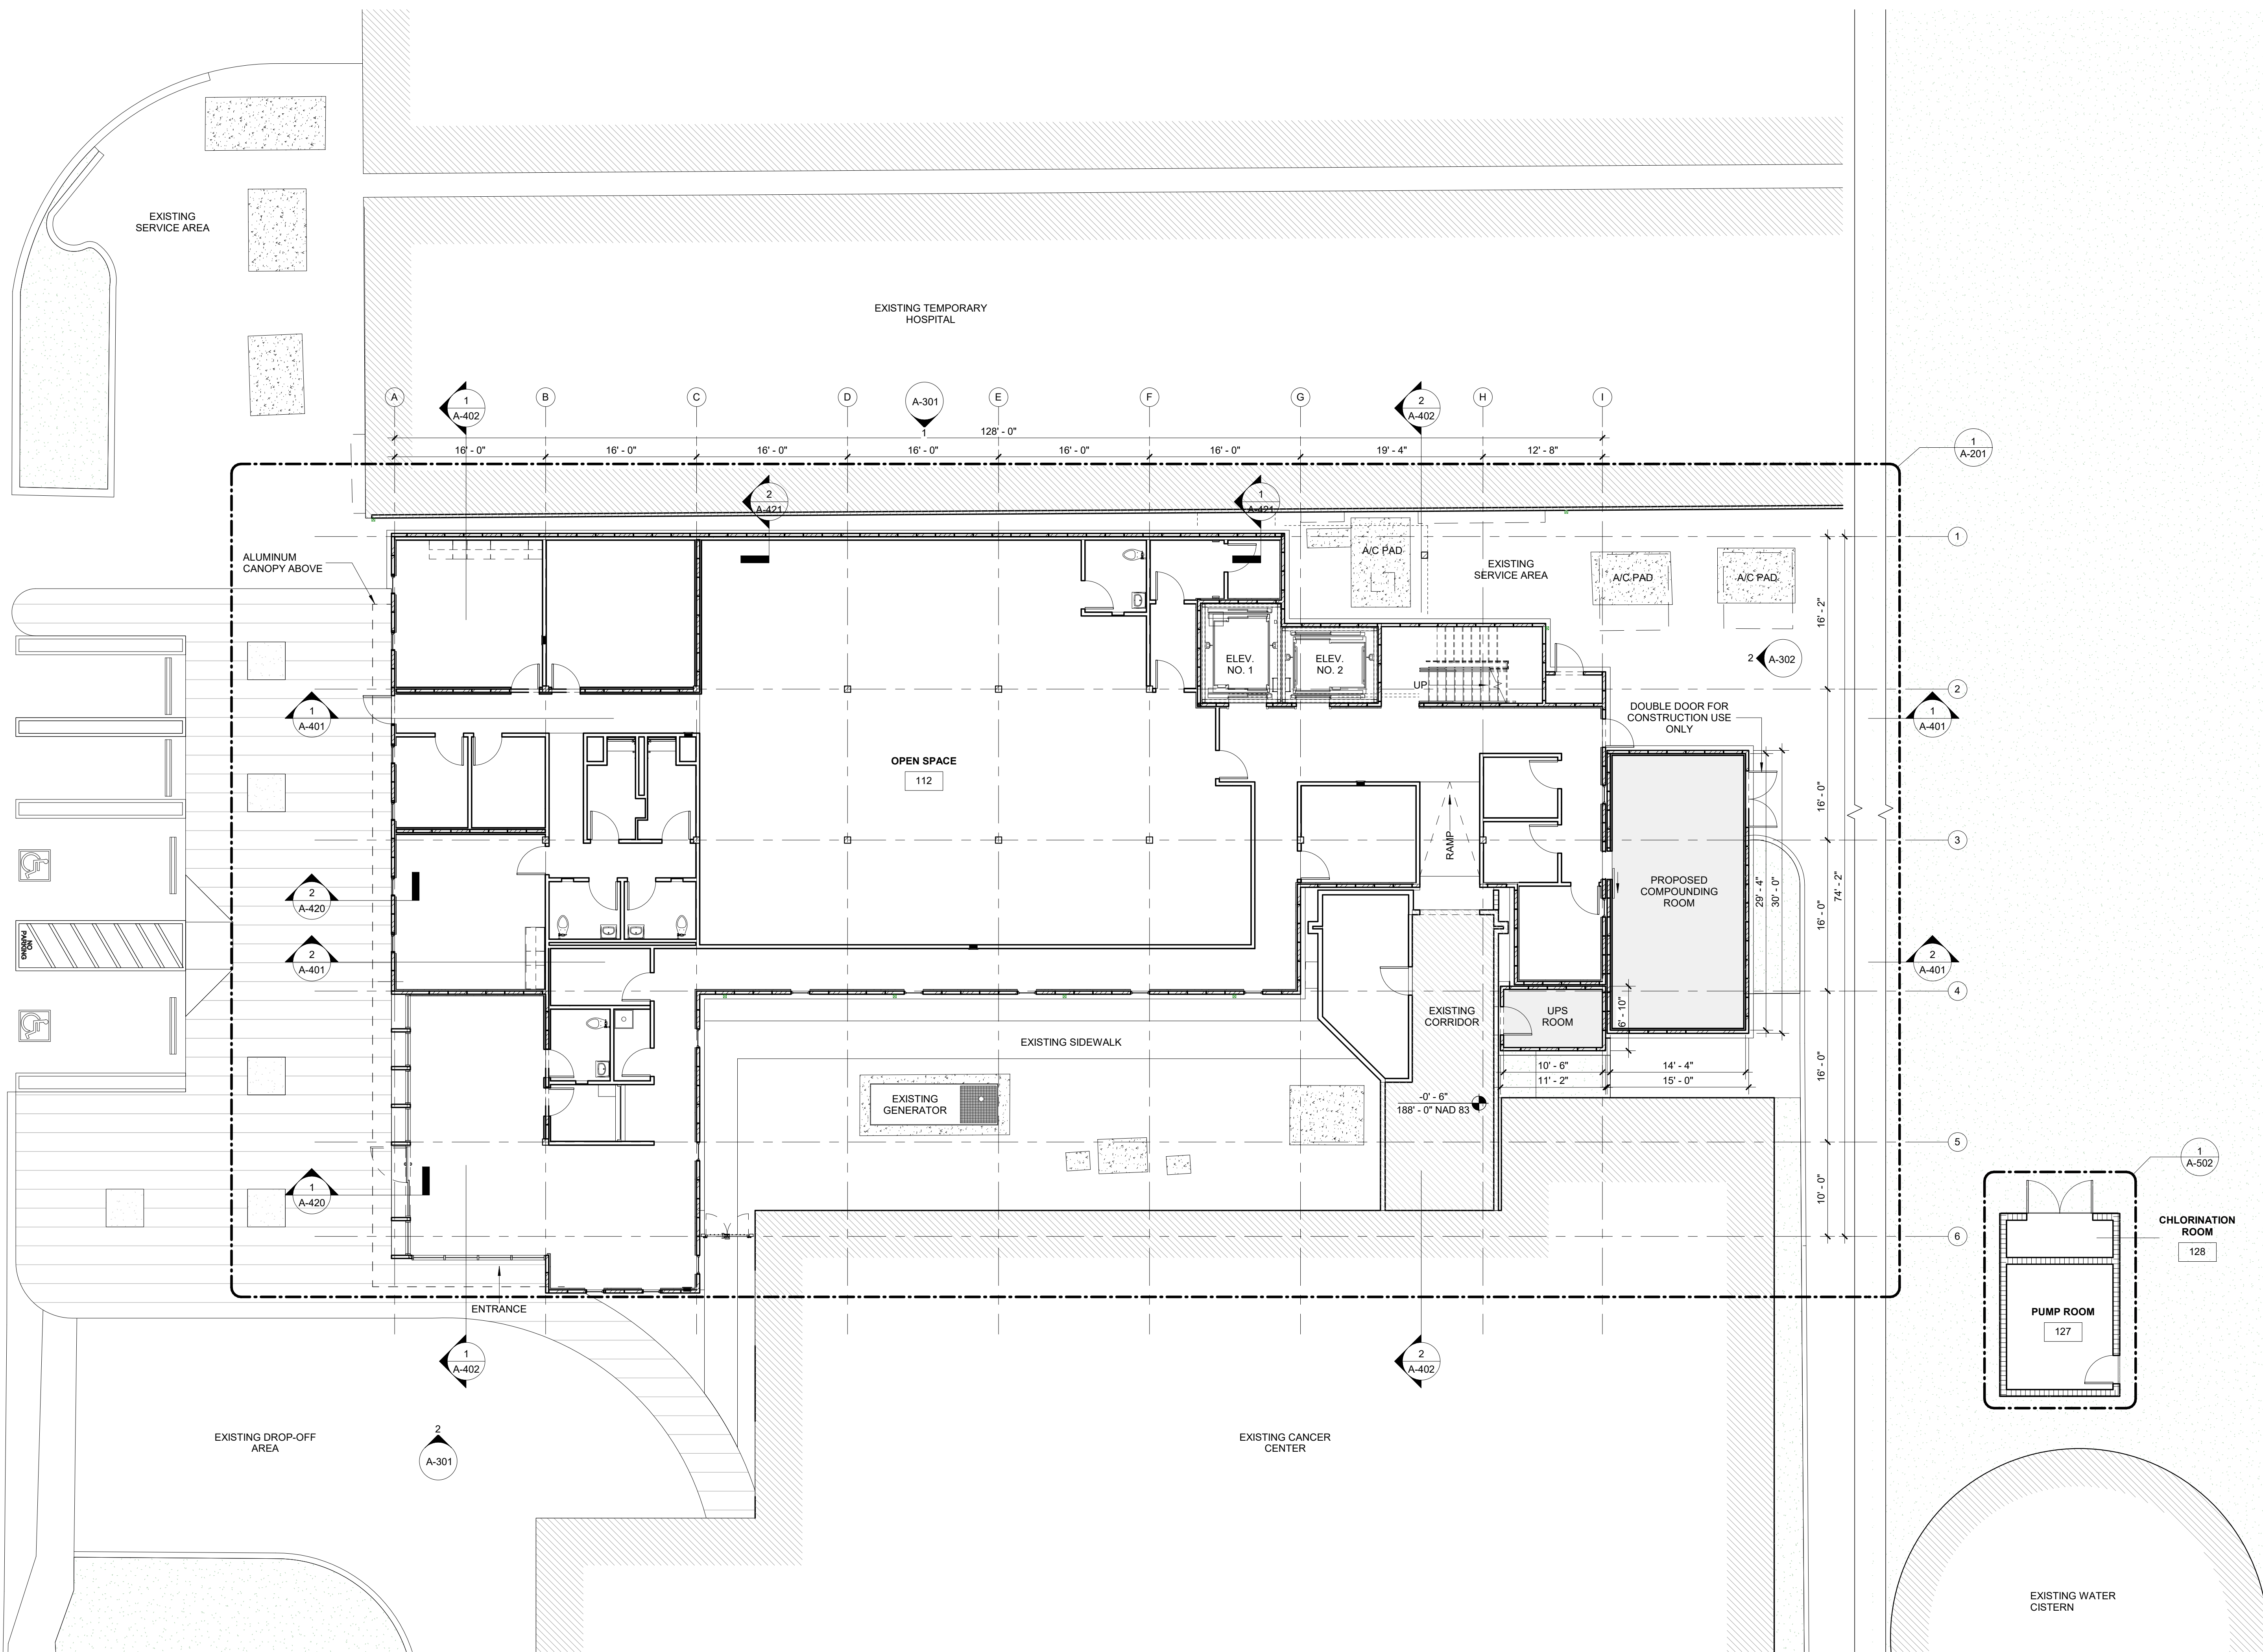 EXISTING
SERVICE AREA
EXISTING TEMPORARY
HOSPITAL
A
B
C
D
E
F
G
H
I
1
A-402
A-301
1
2
A-402
128' - 0"
16' - 0"
16' - 0"
16' - 0"
16' - 0"
16' - 0"
16' - 0"
19' - 4"
12' - 8"
1
A-201
2
A-421
1
A-421
ALUMINUM
CANOPY ABOVE
A/C PAD
EXISTING
SERVICE AREA
A/C PAD
A/C PAD
1
16' - 2"
ELEV.
NO. 1
ELEV.
NO. 2
UP
2
A-302
2
1
A-401
DOUBLE DOOR FOR
CONSTRUCTION USE
ONLY
1
A-401
OPEN SPACE
112
16' - 0"
RAMP
3
2
A-420
PROPOSED
COMPOUNDING
ROOM
29' - 4"
30' - 0"
16' - 0"
74' - 2"
NO
PARKING
2
A-401
2
A-401
4
EXISTING
CORRIDOR
UPS
ROOM
6' - 10"
EXISTING SIDEWALK
10' - 6"
11' - 2"
14' - 4"
15' - 0"
16' - 0"
EXISTING
GENERATOR
-0' - 6"
188' - 0" NAD 83
5
1
A-502
1
A-420
10' - 0"
6
CHLORINATION
ROOM
128
ENTRANCE
PUMP ROOM
127
1
A-402
2
A-402
EXISTING DROP-OFF
AREA
2
A-301
EXISTING CANCER
CENTER
EXISTING WATER
CISTERN